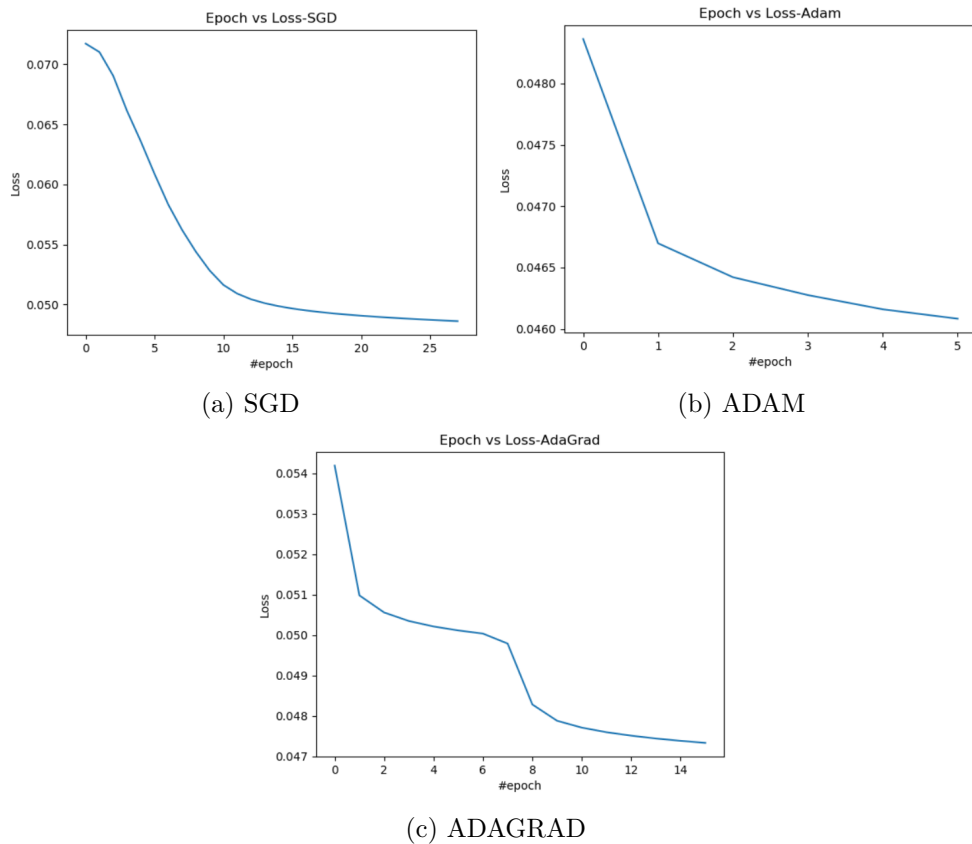 Epoch vs Loss-SGD
0.070
0.065
0.060
0.055
0.050
Loss
0 5 10 15 20 25
#epoch
(a) SGD
Epoch vs Loss-Adam
0.0480
0.0475
0.0470
0.0465
0.0460
Loss
0 1 2 3 4 5
#epoch
(b) ADAM
Epoch vs Loss-AdaGrad
0.054
0.053
0.052
0.051
0.050
0.049
0.048
0.047
Loss
0 2 4 6 8 10 12 14
#epoch
(c) ADAGRAD